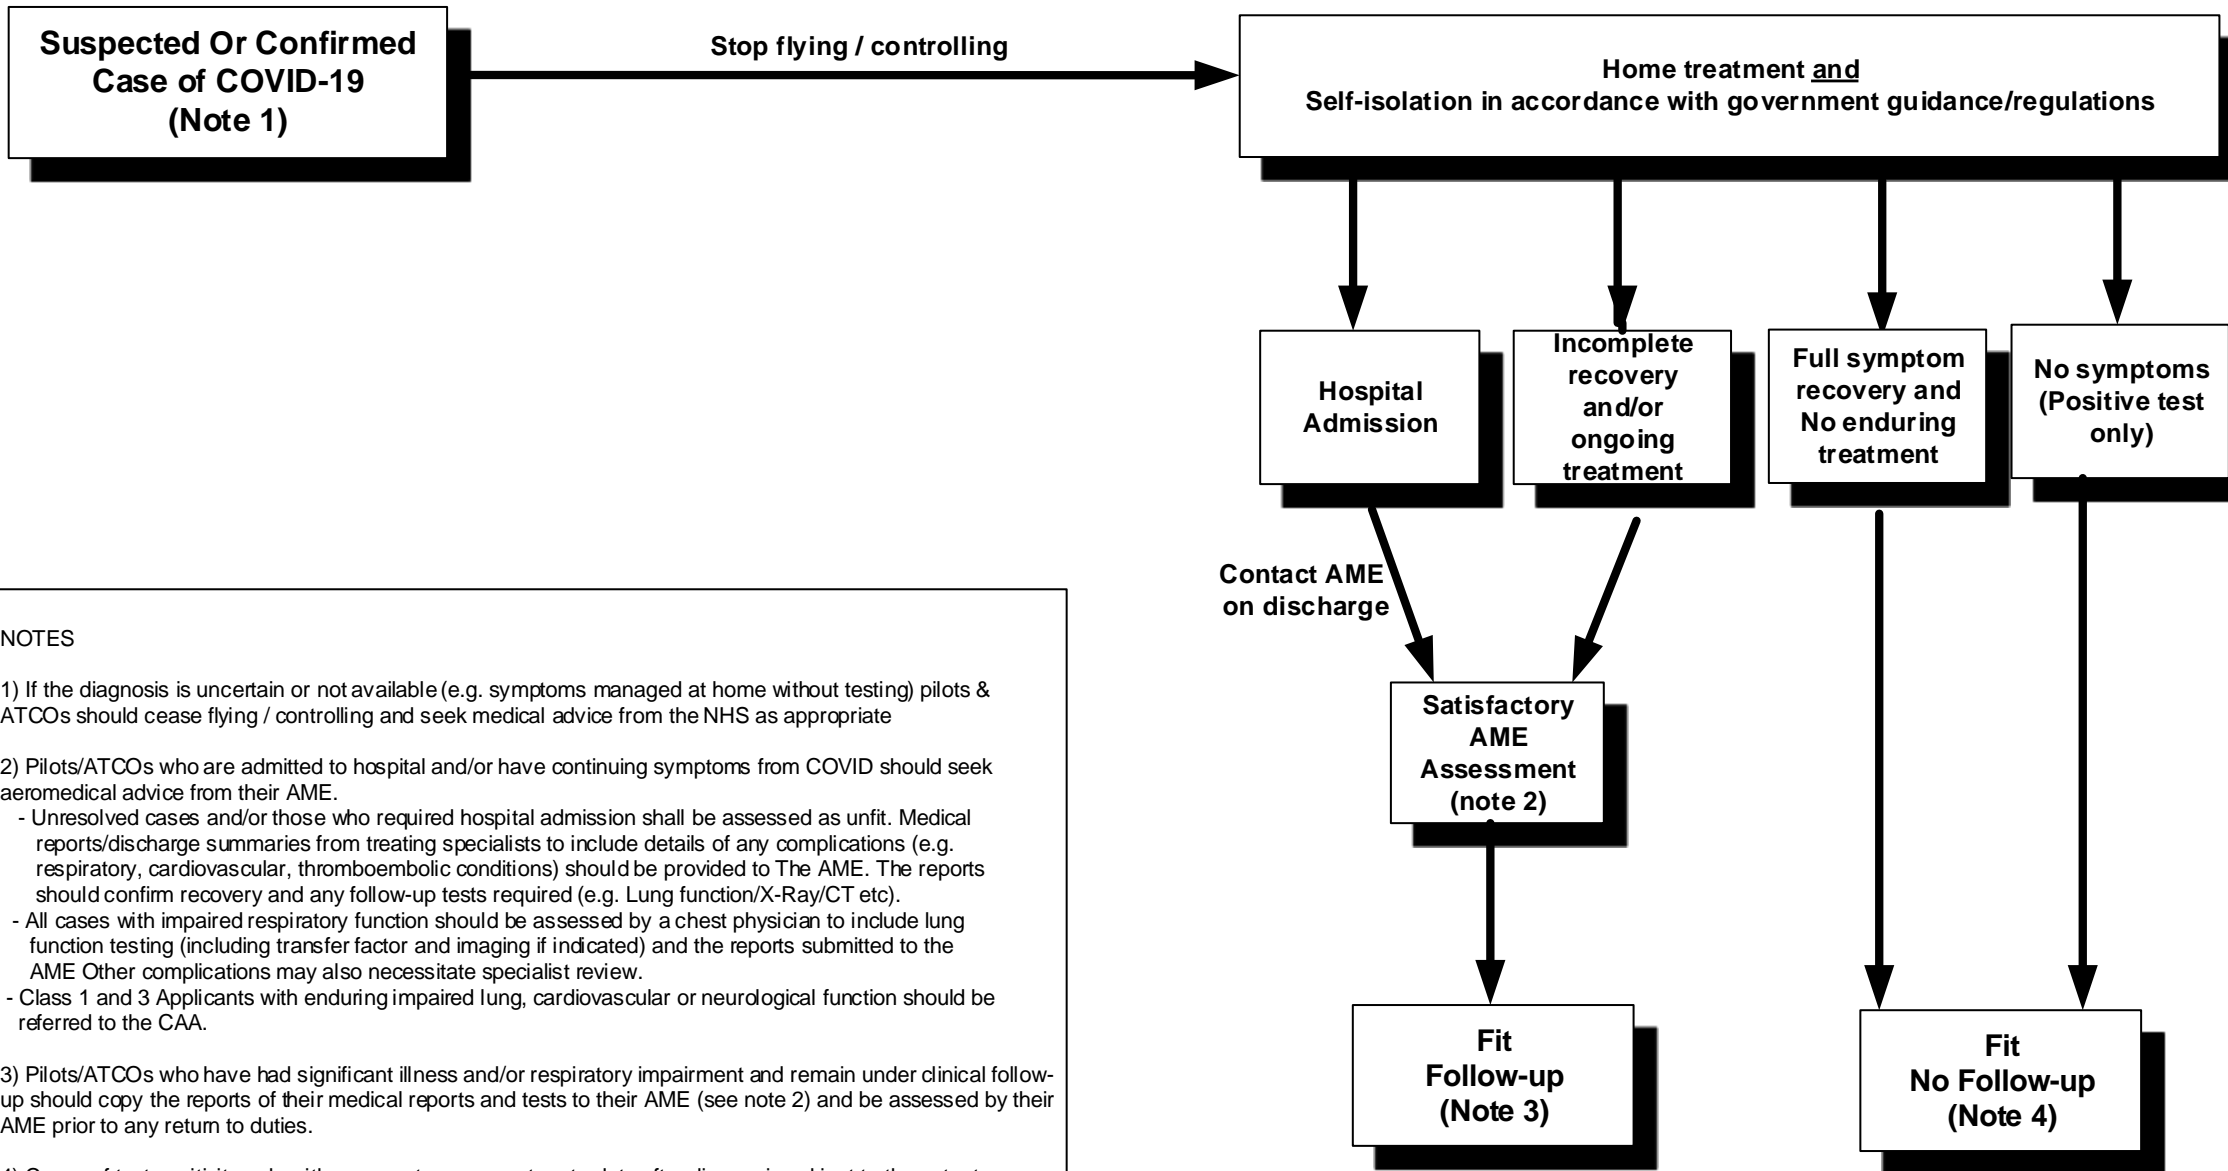 Suspected Or Confirmed
Case of COVID-19
(Note 1)
Stop flying / controlling
Home treatment and
Self-isolation in accordance with government guidance/regulations
Hospital
Admission
Incomplete
recovery
and/or
ongoing
treatment
Full symptom
recovery and
No enduring
treatment
No symptoms
(Positive test
only)
Contact AME
on discharge
Satisfactory
AME
Assessment
(note 2)
Fit
Follow-up
(Note 3)
Fit
No Follow-up
(Note 4)
NOTES
1) If the diagnosis is uncertain or not available (e.g. symptoms managed at home without testing) pilots &
ATCOs should cease flying / controlling and seek medical advice from the NHS as appropriate
2) Pilots/ATCOs who are admitted to hospital and/or have continuing symptoms from COVID should seek
aeromedical advice from their AME.
- Unresolved cases and/or those who required hospital admission shall be assessed as unfit. Medical
reports/discharge summaries from treating specialists to include details of any complications (e.g.
respiratory, cardiovascular, thromboembolic conditions) should be provided to The AME. The reports
should confirm recovery and any follow-up tests required (e.g. Lung function/X-Ray/CT etc).
- All cases with impaired respiratory function should be assessed by a chest physician to include lung
function testing (including transfer factor and imaging if indicated) and the reports submitted to the
AME Other complications may also necessitate specialist review.
- Class 1 and 3 Applicants with enduring impaired lung, cardiovascular or neurological function should be
referred to the CAA.
3) Pilots/ATCOs who have had significant illness and/or respiratory impairment and remain under clinical follow-
up should copy the reports of their medical reports and tests to their AME (see note 2) and be assessed by their
AME prior to any return to duties.